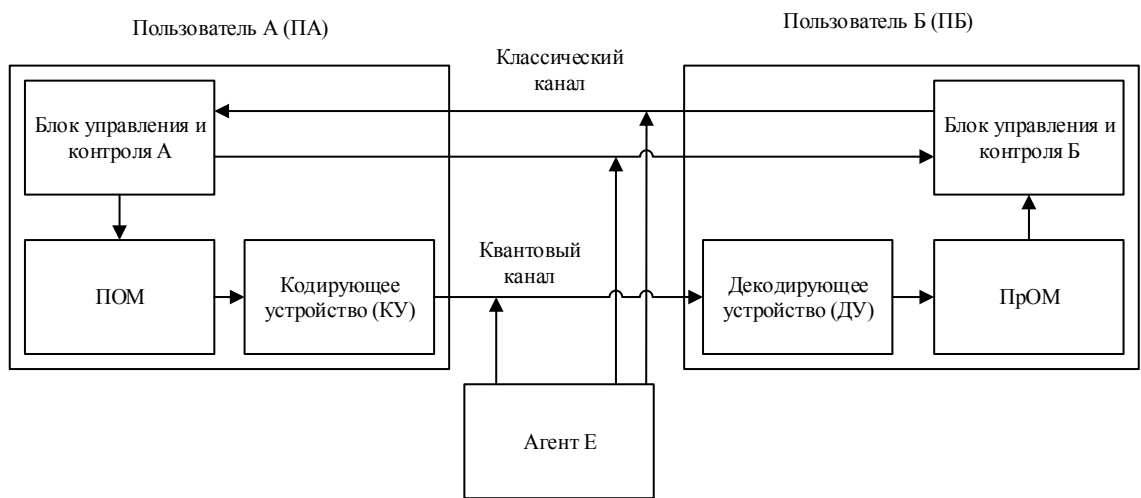 Пользователь А (ПА)
Пользователь Б (ПБ)
Классический
канал
Блок управления и
контроля А
Блок управления и
контроля Б
Квантовый
канал
ПОМ
Кодирующее
устройство (КУ)
Декодирующее
устройство (ДУ)
ПрОМ
Агент Е